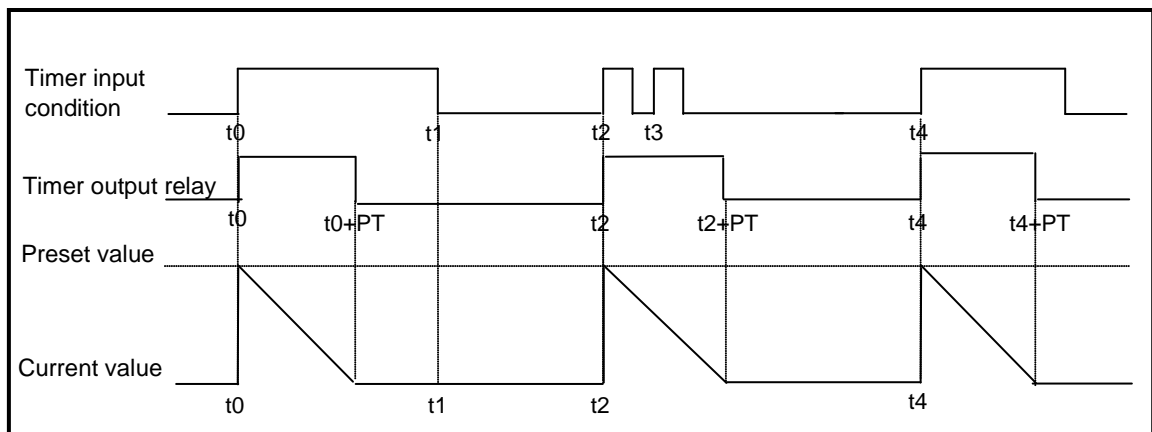 Timer input
condition
t0 t1 t2 t3 t4
Timer output relay
t0 t0+PT t2 t2+PT t4 t4+PT
Preset value
Current value
t0 t1 t2 t4